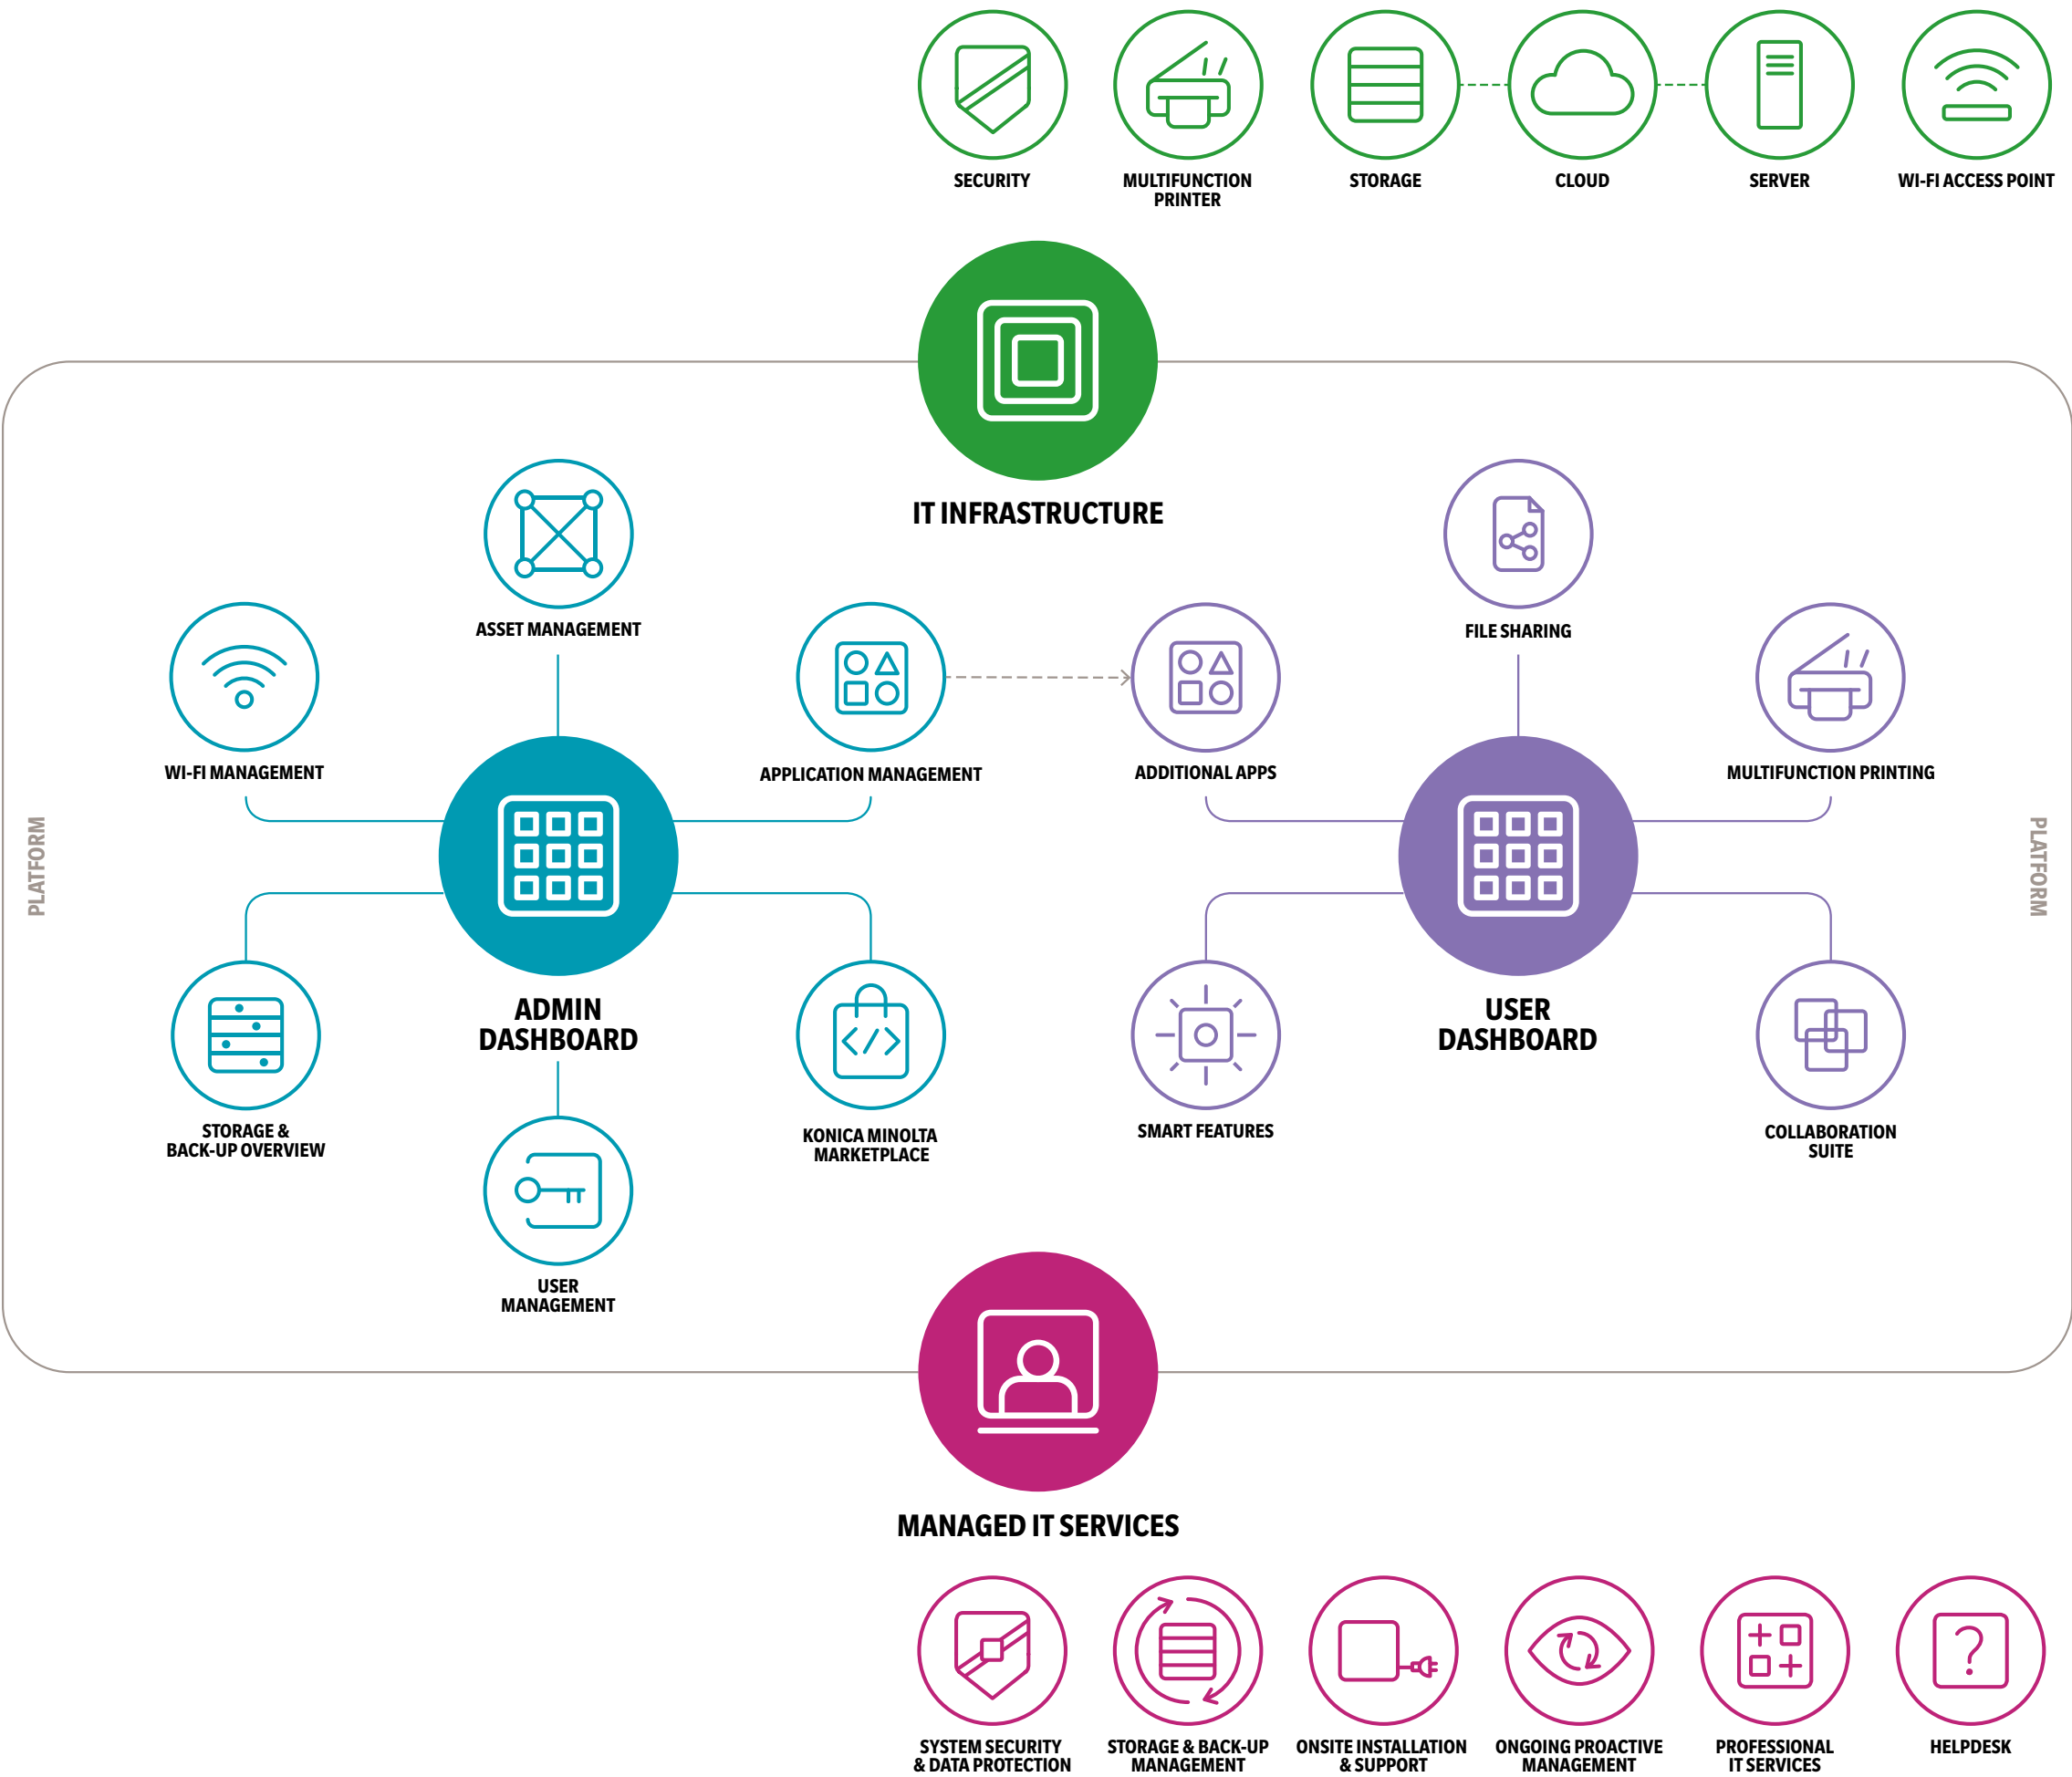 SECURITY
MULTIFUNCTION
PRINTER
STORAGE
CLOUD
SERVER
WI-FI ACCESS POINT
IT INFRASTRUCTURE
ASSET MANAGEMENT
FILE SHARING
WI-FI MANAGEMENT
APPLICATION MANAGEMENT
ADDITIONAL APPS
MULTIFUNCTION PRINTING
PLATFORM
PLATFORM
ADMIN
DASHBOARD
USER
DASHBOARD
STORAGE &
BACK-UP OVERVIEW
KONICA MINOLTA
MARKETPLACE
SMART FEATURES
COLLABORATION
SUITE
USER
MANAGEMENT
MANAGED IT SERVICES
SYSTEM SECURITY
& DATA PROTECTION
STORAGE & BACK-UP
MANAGEMENT
ONSITE INSTALLATION
& SUPPORT
ONGOING PROACTIVE
MANAGEMENT
PROFESSIONAL
IT SERVICES
HELPDESK